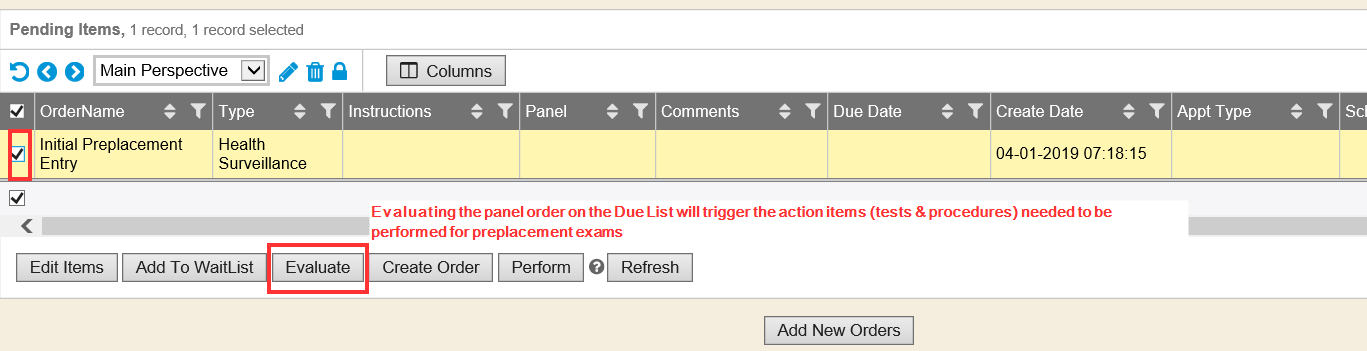 Pending Items, 1 record, 1 record selected
Main Perspective
Columns
OrderName Type Instructions Panel Comments Due Date Create Date Appt Type Scl
Initial Preplacement Health 04-01-2019 07:18:15
Entry Surveillance
Evaluating the panel order on the Due List will trigger the action items (tests & procedures) needed to be
performed for preplacement exams
Edit Items Add To WaitList Evaluate Create Order Perform ? Refresh
Add New Orders